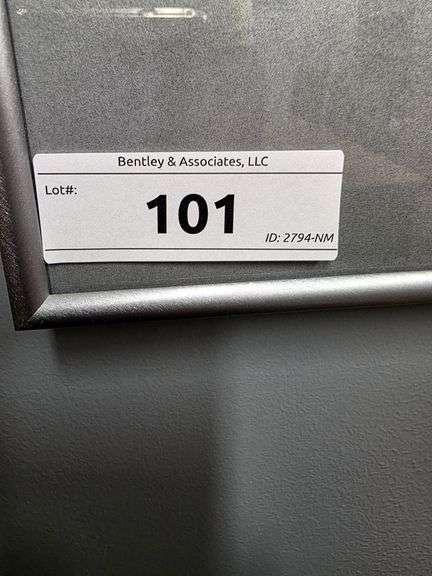 Bentley & Associates, LLC
Lot#:
101
ID: 2794-NM